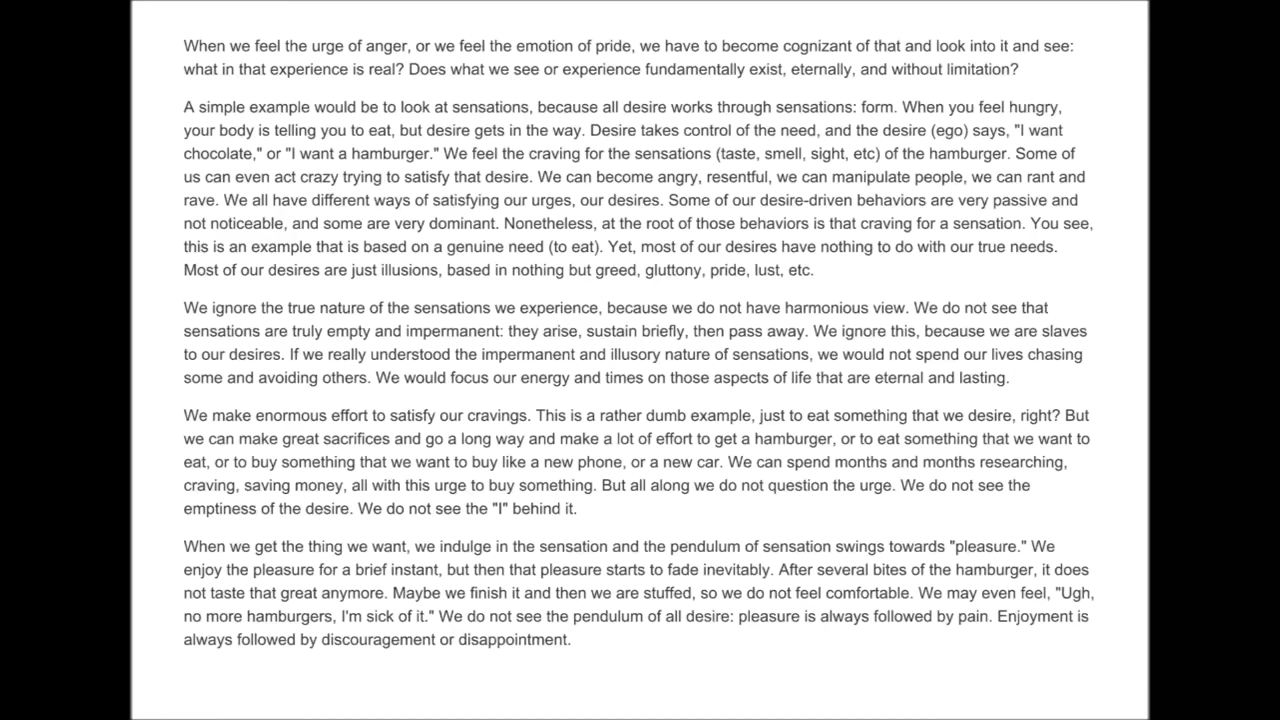 When we feel the urge of anger, or we feel the emotion of pride, we have to become cognizant of that and look into it and see:
what in that experience is real? Does what we see or experience fundamentally exist, eternally, and without limitation?
A simple example would be to look at sensations, because all desire works through sensations: form. When you feel hungry,
your body is telling you to eat, but desire gets in the way. Desire takes control of the need, and the desire (ego) says, "I want
chocolate," or "I want a hamburger." We feel the craving for the sensations (taste, smell, sight, etc) of the hamburger. Some of
us can even act crazy trying to satisfy that desire. We can become angry, resentful, we can manipulate people, we can rant and
rave. We all have different ways of satisfying our urges, our desires. Some of our desire-driven behaviors are very passive and
not noticeable, and some are very dominant. Nonetheless, at the root of those behaviors is that craving for a sensation. You see,
this is an example that is based on a genuine need (to eat). Yet, most of our desires have nothing to do with our true needs.
Most of our desires are just illusions, based in nothing but greed, gluttony, pride, lust, etc.
We ignore the true nature of the sensations we experience, because we do not have harmonious view. We do not see that
sensations are truly empty and impermanent: they arise, sustain briefly, then pass away. We ignore this, because we are slaves
to our desires. If we really understood the impermanent and illusory nature of sensations, we would not spend our lives chasing
some and avoiding others. We would focus our energy and times on those aspects of life that are eternal and lasting.
We make enormous effort to satisfy our cravings. This is a rather dumb example, just to eat something that we desire, right? But
we can make great sacrifices and go a long way and make a lot of effort to get a hamburger, or to eat something that we want to
eat, or to buy something that we want to buy like a new phone, or a new car. We can spend months and months researching,
craving, saving money, all with this urge to buy something. But all along we do not question the urge. We do not see the
emptiness of the desire. We do not see the "I" behind it.
When we get the thing we want, we indulge in the sensation and the pendulum of sensation swings towards "pleasure." We
enjoy the pleasure for a brief instant, but then that pleasure starts to fade inevitably. After several bites of the hamburger, it does
not taste that great anymore. Maybe we finish it and then we are stuffed, so we do not feel comfortable. We may even feel, "Ugh,
no more hamburgers, I'm sick of it." We do not see the pendulum of all desire: pleasure is always followed by pain. Enjoyment is
always followed by discouragement or disappointment.